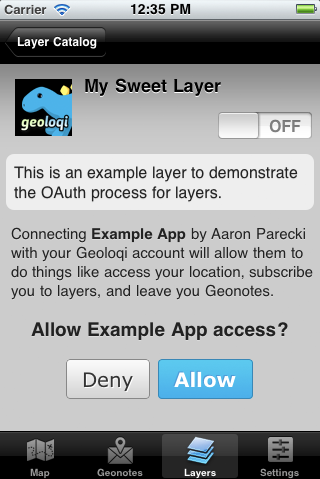 Carrier 12:35 PM
Layer Catalog
My Sweet Layer
geoloqi
OFF
This is an example layer to demonstrate
the OAuth process for layers.
Connecting Example App by Aaron Parecki
with your Geoloqi account will allow them to
do things like access your location, subscribe
you to layers, and leave you Geonotes.
Allow Example App access?
Deny Allow
Map Geonotes Layers Settings